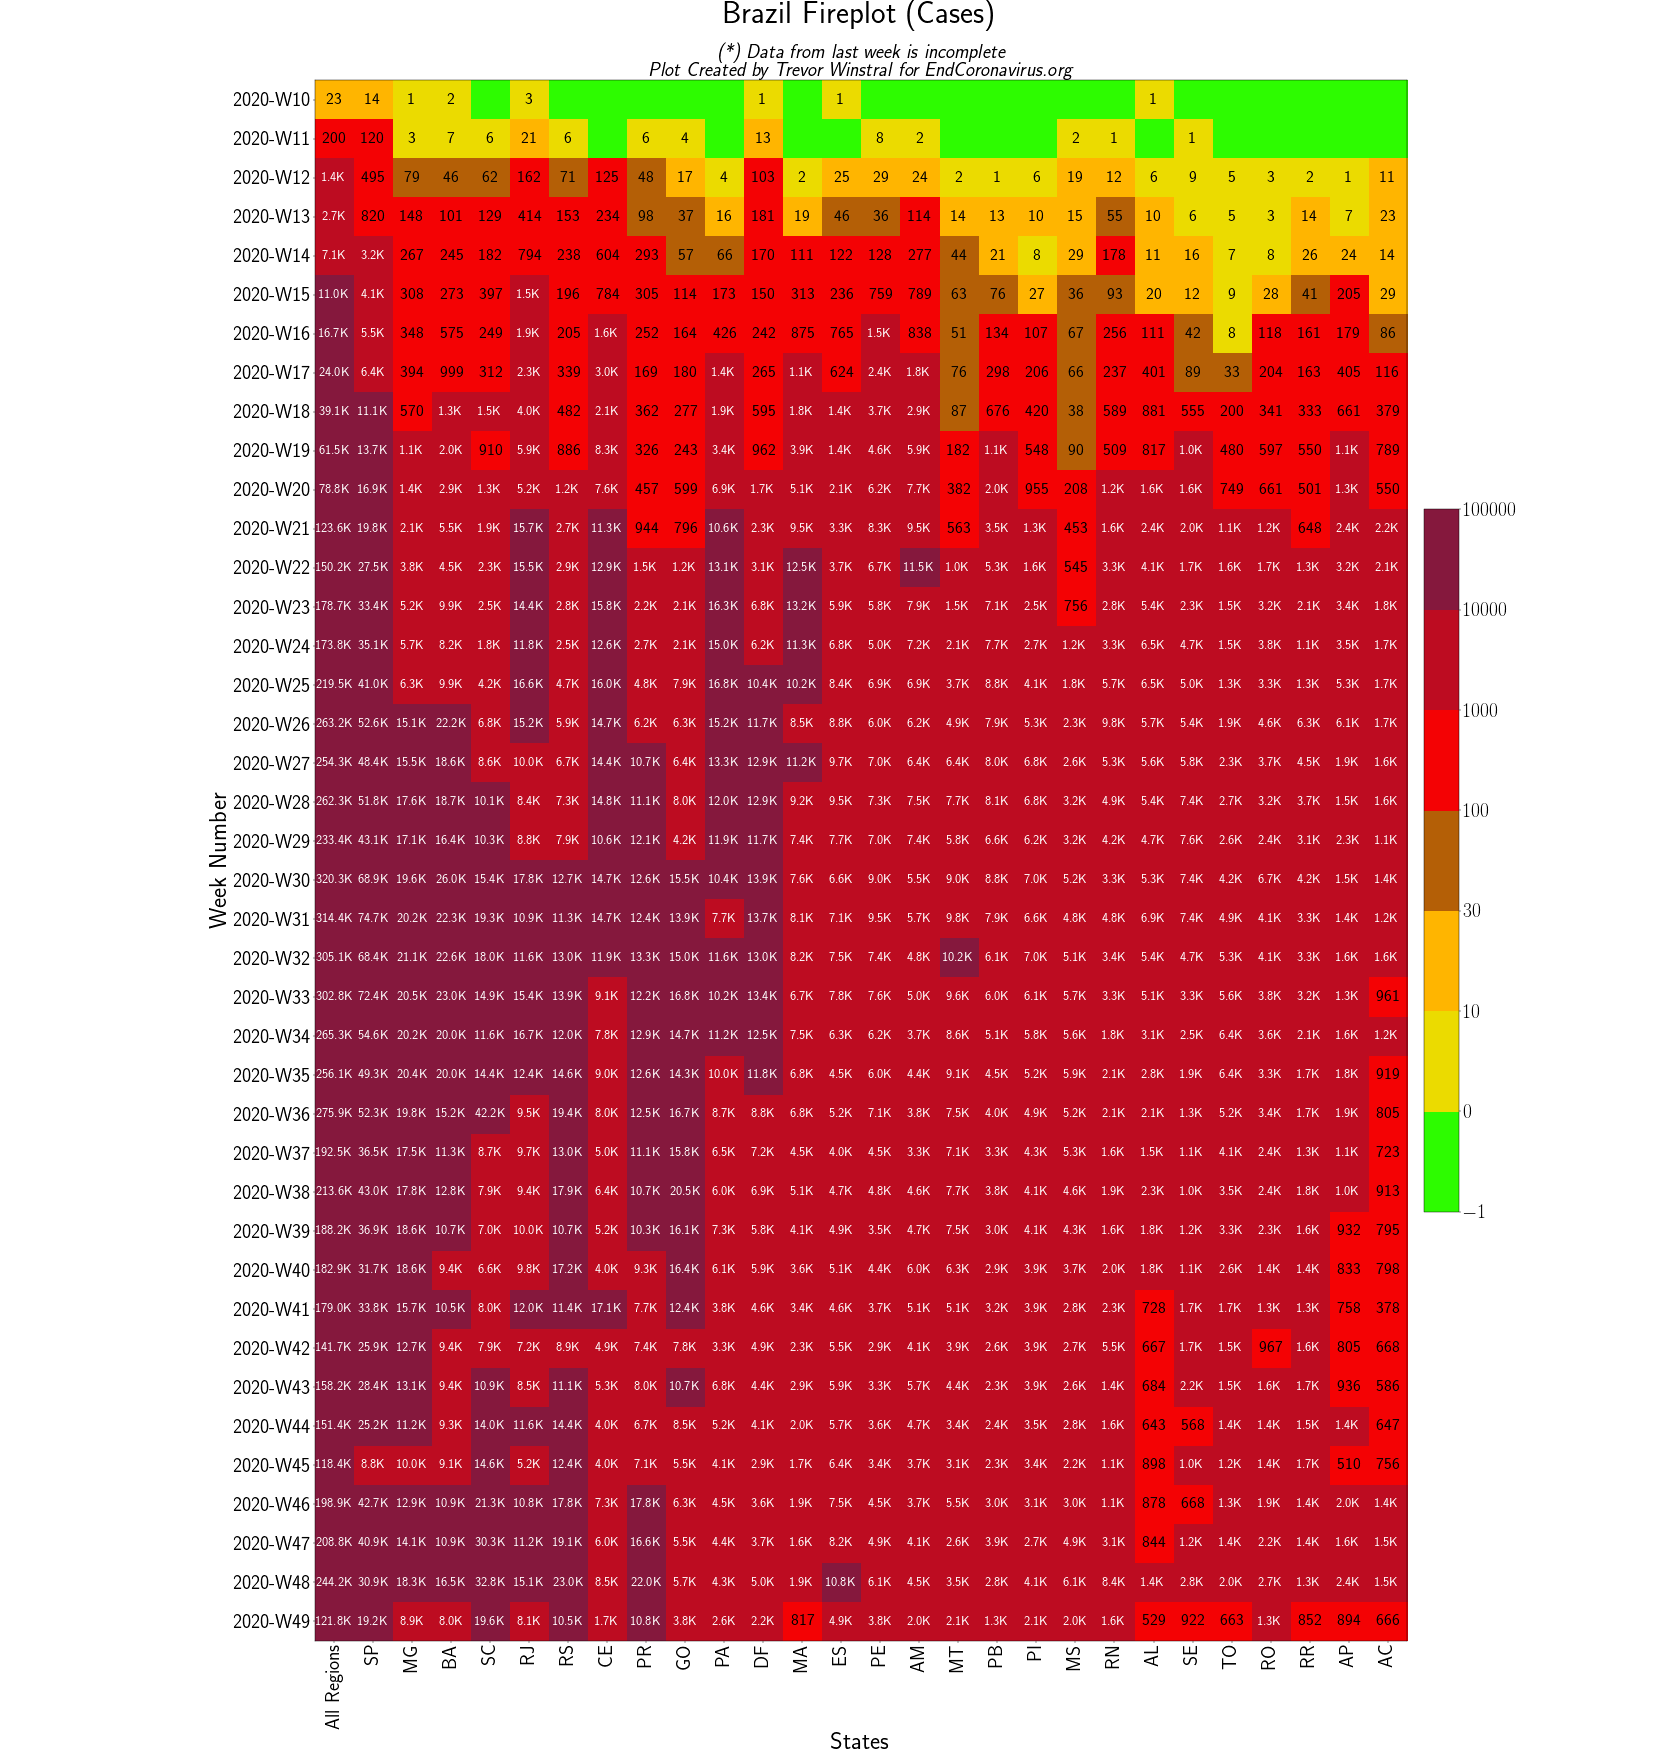 Brazil Fireplot (Cases)
(*) Data from last week is incomplete
Plot Created by Trevor Winstral for EndCoronavirus.org
2020-W10 23 14 1 2 3 1 1 1
2020-W11 200 120 3 7 6 21 6 6 4 13 8 2 2 1 1
2020-W12 1.4K 495 79 46 62 162 71 125 48 17 4 103 2 25 29 24 2 1 6 19 12 6 9 5 3 2 1 11
2020-W13 2.7K 820 148 101 129 414 153 234 98 37 16 181 19 46 36 114 14 13 10 15 55 10 6 5 3 14 7 23
2020-W14 7.1K 3.2K 267 245 182 794 238 604 293 57 66 170 111 122 128 277 44 21 8 29 178 11 16 7 8 26 24 14
2020-W15 11.0K 4.1K 308 273 397 1.5K 196 784 305 114 173 150 313 236 759 789 63 76 27 36 93 20 12 9 28 41 205 29
2020-W16 16.7K 5.5K 348 575 249 1.9K 205 1.6K 252 164 426 242 875 765 1.5K 838 51 134 107 67 256 111 42 8 118 161 179 86
2020-W17 24.0K 6.4K 394 999 312 2.3K 339 3.0K 169 180 1.4K 265 1.1K 624 2.4K 1.8K 76 298 206 66 237 401 89 33 204 163 405 116
2020-W18 39.1K 11.1K 570 1.3K 1.5K 4.0K 482 2.1K 362 277 1.9K 595 1.8K 1.4K 3.7K 2.9K 87 676 420 38 589 881 555 200 341 333 661 379
2020-W19 61.5K 13.7K 1.1K 2.0K 910 5.9K 886 8.3K 326 243 3.4K 962 3.9K 1.4K 4.6K 5.9K 182 1.1K 548 90 509 817 1.0K 480 597 550 1.1K 789
2020-W20 78.8K 16.9K 1.4K 2.9K 1.3K 5.2K 1.2K 7.6K 457 599 6.9K 1.7K 5.1K 2.1K 6.2K 7.7K 382 2.0K 955 208 1.2K 1.6K 1.6K 749 661 501 1.3K 550
2020-W21 123.6K 19.8K 2.1K 5.5K 1.9K 15.7K 2.7K 11.3K 944 796 10.6K 2.3K 9.5K 3.3K 8.3K 9.5K 563 3.5K 1.3K 453 1.6K 2.4K 2.0K 1.1K 1.2K 648 2.4K 2.2K
2020-W22 150.2K 27.5K 3.8K 4.5K 2.3K 15.5K 2.9K 12.9K 1.5K 1.2K 13.1K 3.1K 12.5K 3.7K 6.7K 11.5K 1.0K 5.3K 1.6K 545 3.3K 4.1K 1.7K 1.6K 1.7K 1.3K 3.2K 2.1K
2020-W23 178.7K 33.4K 5.2K 9.9K 2.5K 14.4K 2.8K 15.8K 2.2K 2.1K 16.3K 6.8K 13.2K 5.9K 5.8K 7.9K 1.5K 7.1K 2.5K 756 2.8K 5.4K 2.3K 1.5K 3.2K 2.1K 3.4K 1.8K
2020-W24 173.8K 35.1K 5.7K 8.2K 1.8K 11.8K 2.5K 12.6K 2.7K 2.1K 15.0K 6.2K 11.3K 6.8K 5.0K 7.2K 2.1K 7.7K 2.7K 1.2K 3.3K 6.5K 4.7K 1.5K 3.8K 1.1K 3.5K 1.7K
2020-W25 219.5K 41.0K 6.3K 9.9K 4.2K 16.6K 4.7K 16.0K 4.8K 7.9K 16.8K 10.4K 10.2K 8.4K 6.9K 6.9K 3.7K 8.8K 4.1K 1.8K 5.7K 6.5K 5.0K 1.3K 3.3K 1.3K 5.3K 1.7K
2020-W26 263.2K 52.6K 15.1K 22.2K 6.8K 15.2K 5.9K 14.7K 6.2K 6.3K 15.2K 11.7K 8.5K 8.8K 6.0K 6.2K 4.9K 7.9K 5.3K 2.3K 9.8K 5.7K 5.4K 1.9K 4.6K 6.3K 6.1K 1.7K
2020-W27 254.3K 48.4K 15.5K 18.6K 8.6K 10.0K 6.7K 14.4K 10.7K 6.4K 13.3K 12.9K 11.2K 9.7K 7.0K 6.4K 6.4K 8.0K 6.8K 2.6K 5.3K 5.6K 5.8K 2.3K 3.7K 4.5K 1.9K 1.6K
2020-W28 262.3K 51.8K 17.6K 18.7K 10.1K 8.4K 7.3K 14.8K 11.1K 8.0K 12.0K 12.9K 9.2K 9.5K 7.3K 7.5K 7.7K 8.1K 6.8K 3.2K 4.9K 5.4K 7.4K 2.7K 3.2K 3.7K 1.5K 1.6K
2020-W29 233.4K 43.1K 17.1K 16.4K 10.3K 8.8K 7.9K 10.6K 12.1K 4.2K 11.9K 11.7K 7.4K 7.7K 7.0K 7.4K 5.8K 6.6K 6.2K 3.2K 4.2K 4.7K 7.6K 2.6K 2.4K 3.1K 2.3K 1.1K
2020-W30 320.3K 68.9K 19.6K 26.0K 15.4K 17.8K 12.7K 14.7K 12.6K 15.5K 10.4K 13.9K 7.6K 6.6K 9.0K 5.5K 9.0K 8.8K 7.0K 5.2K 3.3K 5.3K 7.4K 4.2K 6.7K 4.2K 1.5K 1.4K
2020-W31 314.4K 74.7K 20.2K 22.3K 19.3K 10.9K 11.3K 14.7K 12.4K 13.9K 7.7K 13.7K 8.1K 7.1K 9.5K 5.7K 9.8K 7.9K 6.6K 4.8K 4.8K 6.9K 7.4K 4.9K 4.1K 3.3K 1.4K 1.2K
2020-W32 305.1K 68.4K 21.1K 22.6K 18.0K 11.6K 13.0K 11.9K 13.3K 15.0K 11.6K 13.0K 8.2K 7.5K 7.4K 4.8K 10.2K 6.1K 7.0K 5.1K 3.4K 5.4K 4.7K 5.3K 4.1K 3.3K 1.6K 1.6K
2020-W33 302.8K 72.4K 20.5K 23.0K 14.9K 15.4K 13.9K 9.1K 12.2K 16.8K 10.2K 13.4K 6.7K 7.8K 7.6K 5.0K 9.6K 6.0K 6.1K 5.7K 3.3K 5.1K 3.3K 5.6K 3.8K 3.2K 1.3K 961
2020-W34 265.3K 54.6K 20.2K 20.0K 11.6K 16.7K 12.0K 7.8K 12.9K 14.7K 11.2K 12.5K 7.5K 6.3K 6.2K 3.7K 8.6K 5.1K 5.8K 5.6K 1.8K 3.1K 2.5K 6.4K 3.6K 2.1K 1.6K 1.2K
2020-W35 256.1K 49.3K 20.4K 20.0K 14.4K 12.4K 14.6K 9.0K 12.6K 14.3K 10.0K 11.8K 6.8K 4.5K 6.0K 4.4K 9.1K 4.5K 5.2K 5.9K 2.1K 2.8K 1.9K 6.4K 3.3K 1.7K 1.8K 919
2020-W36 275.9K 52.3K 19.8K 15.2K 42.2K 9.5K 19.4K 8.0K 12.5K 16.7K 8.7K 8.8K 6.8K 5.2K 7.1K 3.8K 7.5K 4.0K 4.9K 5.2K 2.1K 2.1K 1.3K 5.2K 3.4K 1.7K 1.9K 805
2020-W37 192.5K 36.5K 17.5K 11.3K 8.7K 9.7K 13.0K 5.0K 11.1K 15.8K 6.5K 7.2K 4.5K 4.0K 4.5K 3.3K 7.1K 3.3K 4.3K 5.3K 1.6K 1.5K 1.1K 4.1K 2.4K 1.3K 1.1K 723
2020-W38 213.6K 43.0K 17.8K 12.8K 7.9K 9.4K 17.9K 6.4K 10.7K 20.5K 6.0K 6.9K 5.1K 4.7K 4.8K 4.6K 7.7K 3.8K 4.1K 4.6K 1.9K 2.3K 1.0K 3.5K 2.4K 1.8K 1.0K 913
2020-W39 188.2K 36.9K 18.6K 10.7K 7.0K 10.0K 10.7K 5.2K 10.3K 16.1K 7.3K 5.8K 4.1K 4.9K 3.5K 4.7K 7.5K 3.0K 4.1K 4.3K 1.6K 1.8K 1.2K 3.3K 2.3K 1.6K 932 795
2020-W40 182.9K 31.7K 18.6K 9.4K 6.6K 9.8K 17.2K 4.0K 9.3K 16.4K 6.1K 5.9K 3.6K 5.1K 4.4K 6.0K 6.3K 2.9K 3.9K 3.7K 2.0K 1.8K 1.1K 2.6K 1.4K 1.4K 833 798
2020-W41 179.0K 33.8K 15.7K 10.5K 8.0K 12.0K 11.4K 17.1K 7.7K 12.4K 3.8K 4.6K 3.4K 4.6K 3.7K 5.1K 5.1K 3.2K 3.9K 2.8K 2.3K 728 1.7K 1.7K 1.3K 1.3K 758 378
2020-W42 141.7K 25.9K 12.7K 9.4K 7.9K 7.2K 8.9K 4.9K 7.4K 7.8K 3.3K 4.9K 2.3K 5.5K 2.9K 4.1K 3.9K 2.6K 3.9K 2.7K 5.5K 667 1.7K 1.5K 967 1.6K 805 668
2020-W43 158.2K 28.4K 13.1K 9.4K 10.9K 8.5K 11.1K 5.3K 8.0K 10.7K 6.8K 4.4K 2.9K 5.9K 3.3K 5.7K 4.4K 2.3K 3.9K 2.6K 1.4K 684 2.2K 1.5K 1.6K 1.7K 936 586
2020-W44 151.4K 25.2K 11.2K 9.3K 14.0K 11.6K 14.4K 4.0K 6.7K 8.5K 5.2K 4.1K 2.0K 5.7K 3.6K 4.7K 3.4K 2.4K 3.5K 2.8K 1.6K 643 568 1.4K 1.4K 1.5K 1.4K 647
2020-W45 118.4K 8.8K 10.0K 9.1K 14.6K 5.2K 12.4K 4.0K 7.1K 5.5K 4.1K 2.9K 1.7K 6.4K 3.4K 3.7K 3.1K 2.3K 3.4K 2.2K 1.1K 898 1.0K 1.2K 1.4K 1.7K 510 756
2020-W46 198.9K 42.7K 12.9K 10.9K 21.3K 10.8K 17.8K 7.3K 17.8K 6.3K 4.5K 3.6K 1.9K 7.5K 4.5K 3.7K 5.5K 3.0K 3.1K 3.0K 1.1K 878 668 1.3K 1.9K 1.4K 2.0K 1.4K
2020-W47 208.8K 40.9K 14.1K 10.9K 30.3K 11.2K 19.1K 6.0K 16.6K 5.5K 4.4K 3.7K 1.6K 8.2K 4.9K 4.1K 2.6K 3.9K 2.7K 4.9K 3.1K 844 1.2K 1.4K 2.2K 1.4K 1.6K 1.5K
2020-W48 244.2K 30.9K 18.3K 16.5K 32.8K 15.1K 23.0K 8.5K 22.0K 5.7K 4.3K 5.0K 1.9K 10.8K 6.1K 4.5K 3.5K 2.8K 4.1K 6.1K 8.4K 1.4K 2.8K 2.0K 2.7K 1.3K 2.4K 1.5K
2020-W49 121.8K 19.2K 8.9K 8.0K 19.6K 8.1K 10.5K 1.7K 10.8K 3.8K 2.6K 2.2K 817 4.9K 3.8K 2.0K 2.1K 1.3K 2.1K 2.0K 1.6K 529 922 663 1.3K 852 894 666
Week Number
All Regions SP MG BA SC RJ RS CE PR GO PA DF MA ES PE AM MT PB PI MS RN AL SE TO RO RR AP AC
States
100000
10000
1000
100
30
10
0
−1